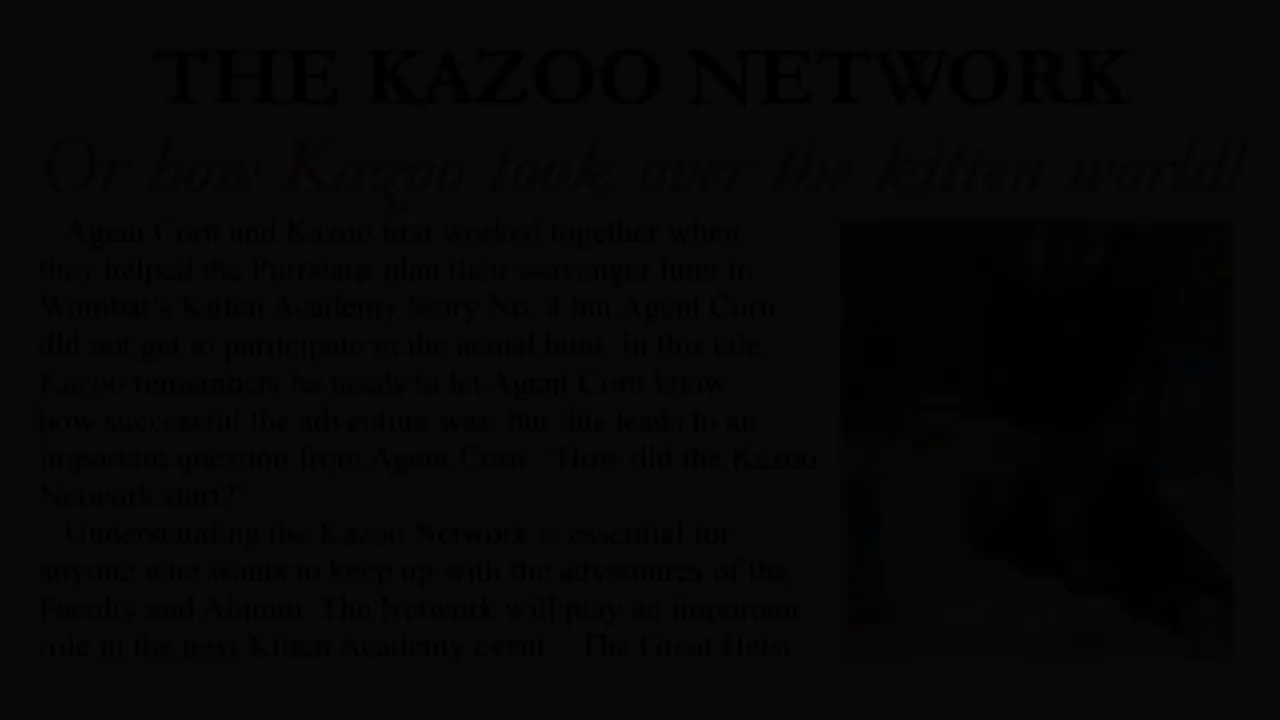 THE KAZOO NETWORK
Or how Kazoo took over the kitten world!
Agent Corn and Kazoo first worked together when
they helped the Purrsians plan their scavenger hunt in
Wombat's Kitten Academy Story No. 4 but Agent Corn
did not get to participate in the actual hunt. In this tale,
Kazoo remembers he needs to let Agent Corn know
how successful the adventure was, but this leads to an
important question from Agent Corn. "How did the Kazoo
Network start?"
Understanding the Kazoo Network is essential for
anyone who wants to keep up with the adventures of the
Faculty and Alumni. The Network will play an important
role in the next Kitten Academy event – The Great Heist.